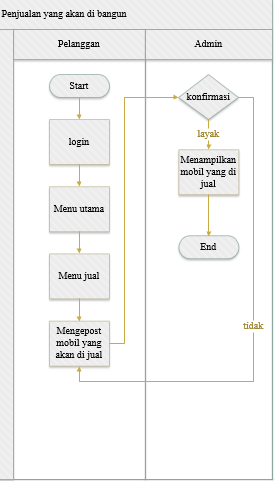 Penjualan yang akan di bangun
Pelanggan
Admin
Start
login
Menu utama
Menu jual
Mengepost
mobil yang
akan di jual
konfirmasi
layak
Menampilkan
mobil yang di
jual
End
tidak